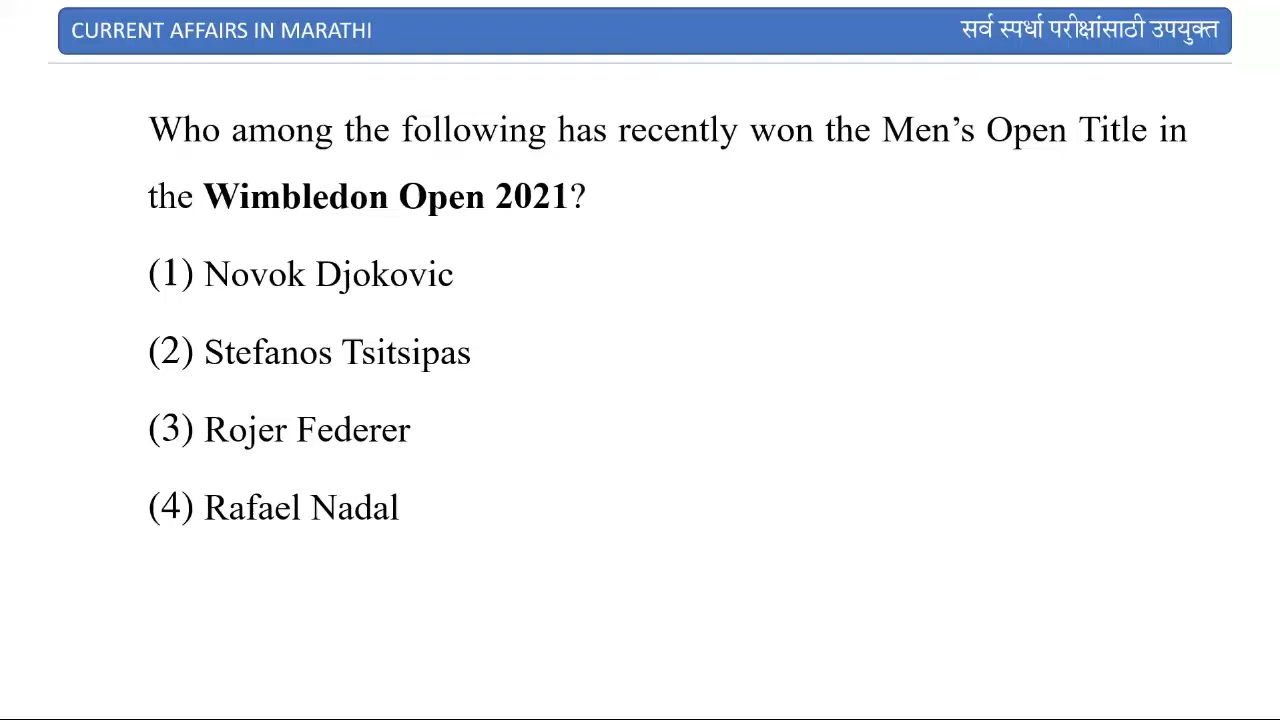 CURRENT AFFAIRS IN MARATHI
सर्व स्पर्धा परीक्षांसाठी उपयुक्त
Who among the following has recently won the Men’s Open Title in
the Wimbledon Open 2021?
(1) Novok Djokovic
(2) Stefanos Tsitsipas
(3) Rojer Federer
(4) Rafael Nadal